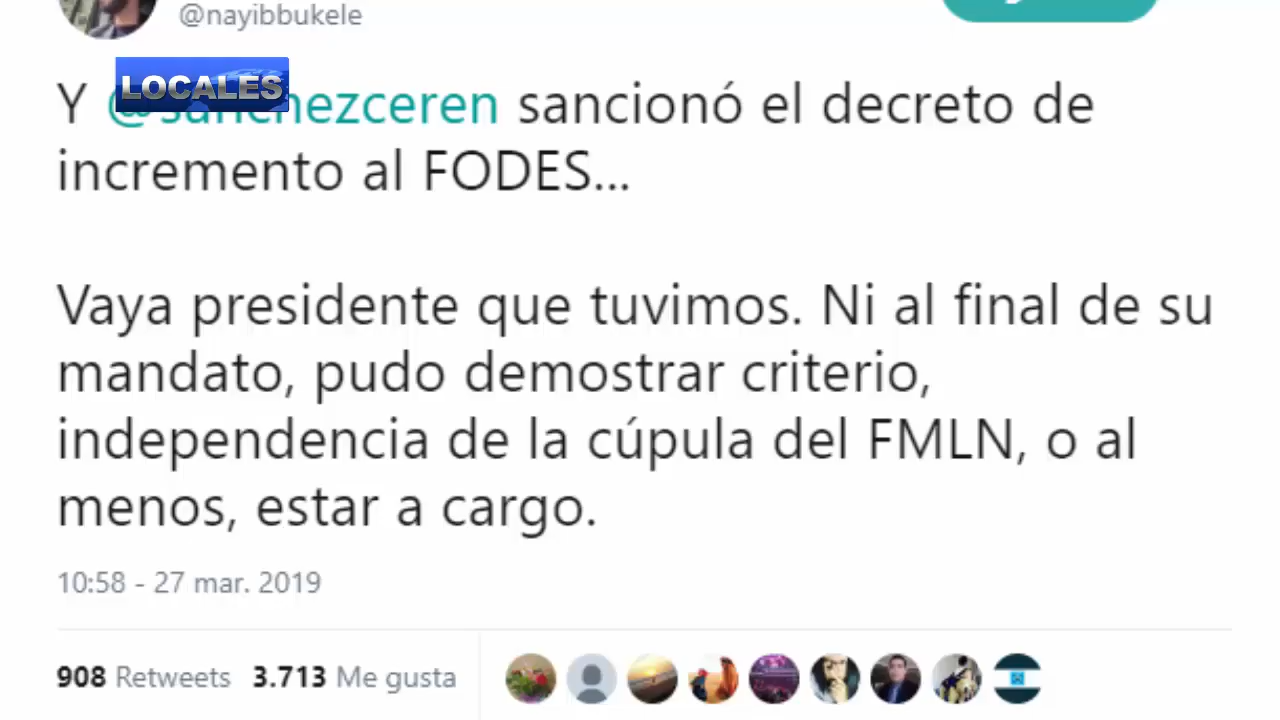 @nayibbukele
LOCALES
Y @sanchezceren sancionó el decreto de
incremento al FODES...
Vaya presidente que tuvimos. Ni al final de su
mandato, pudo demostrar criterio,
independencia de la cúpula del FMLN, o al
menos, estar a cargo.
10:58 - 27 mar. 2019
908 Retweets 3.713 Me gusta